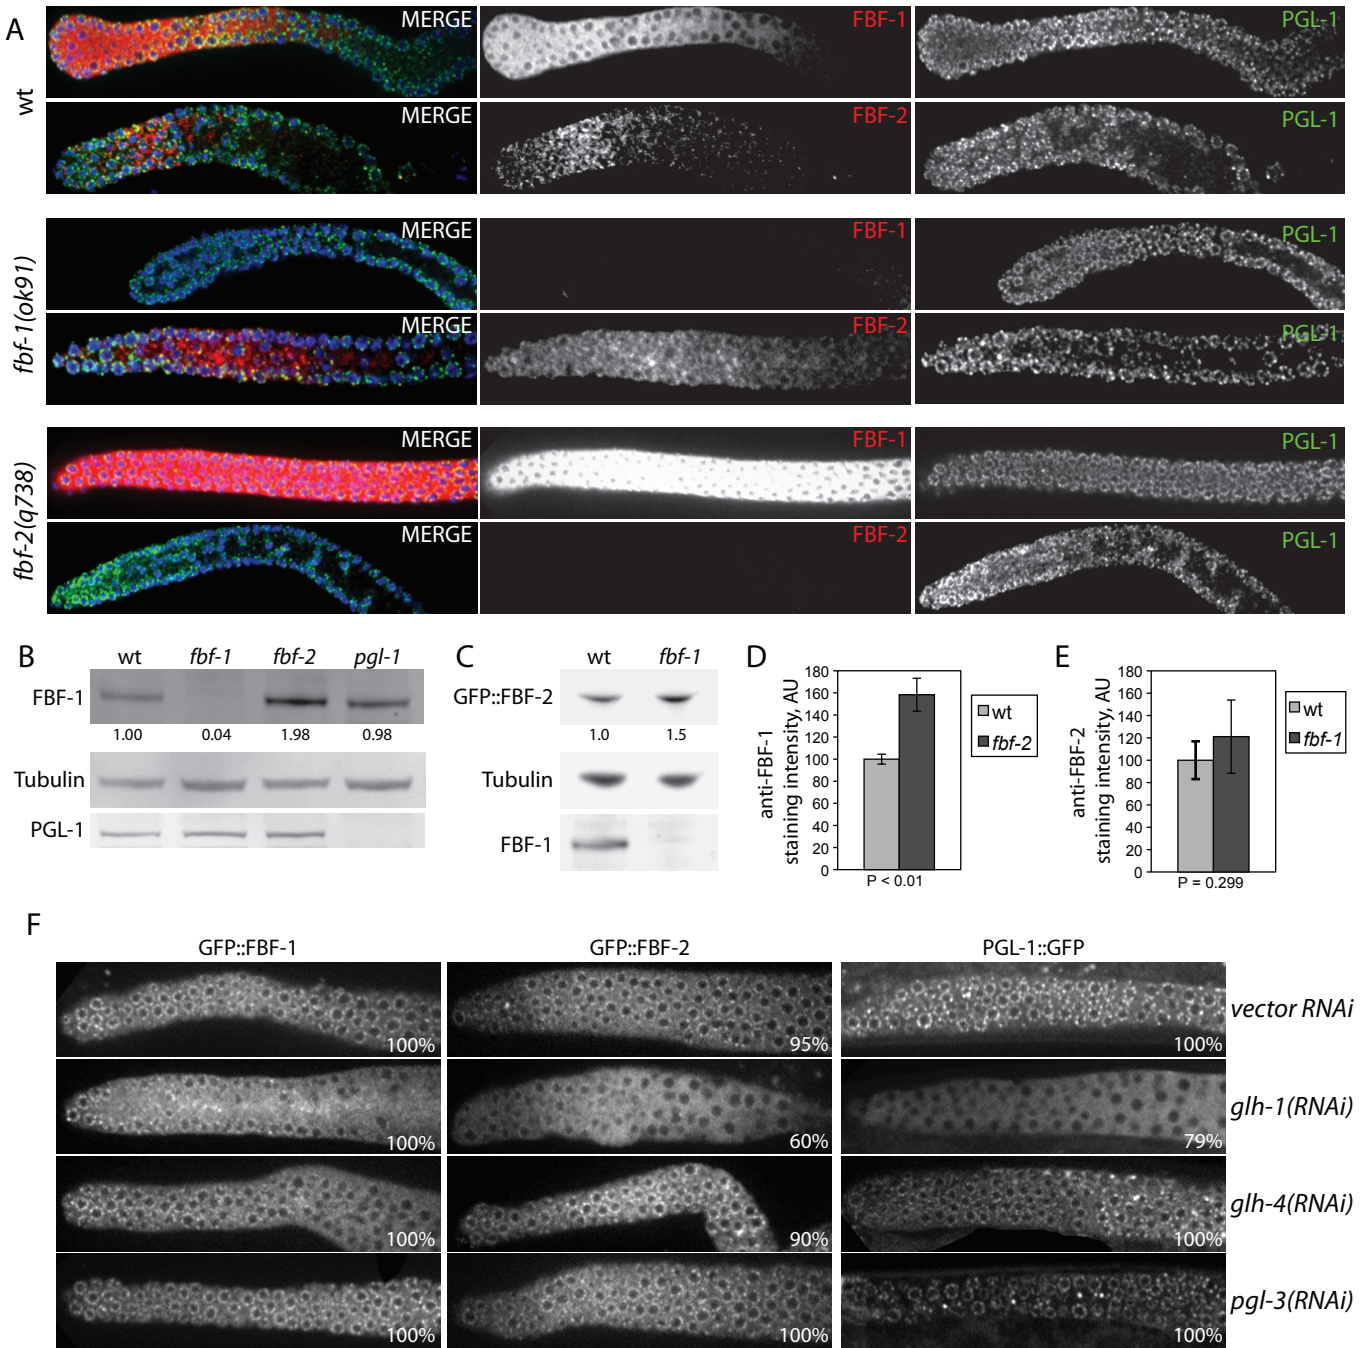 A
wt
MERGE
FBF-1
PGL-1
MERGE
FBF-2
PGL-1
fbf-1(ok91)
MERGE
FBF-1
PGL-1
MERGE
FBF-2
PGL-1
fbf-2(q738)
MERGE
FBF-1
PGL-1
MERGE
FBF-2
PGL-1
B
wt fbf-1 fbf-2 pgl-1
FBF-1
1.00 0.04 1.98 0.98
Tubulin
PGL-1
C
wt fbf-1
GFP::FBF-2
1.0 1.5
Tubulin
FBF-1
D
anti-FBF-1
staining intensity, AU
180
160
140
120
100
80
60
40
20
0
P < 0.01
wt
fbf-2
E
anti-FBF-2
staining intensity, AU
180
160
140
120
100
80
60
40
20
0
P = 0.299
wt
fbf-1
F
GFP::FBF-1 GFP::FBF-2 PGL-1::GFP
100% 95% 100% vector RNAi
100% 60% 79% glh-1(RNAi)
100% 90% 100% glh-4(RNAi)
100% 100% 100% pgl-3(RNAi)